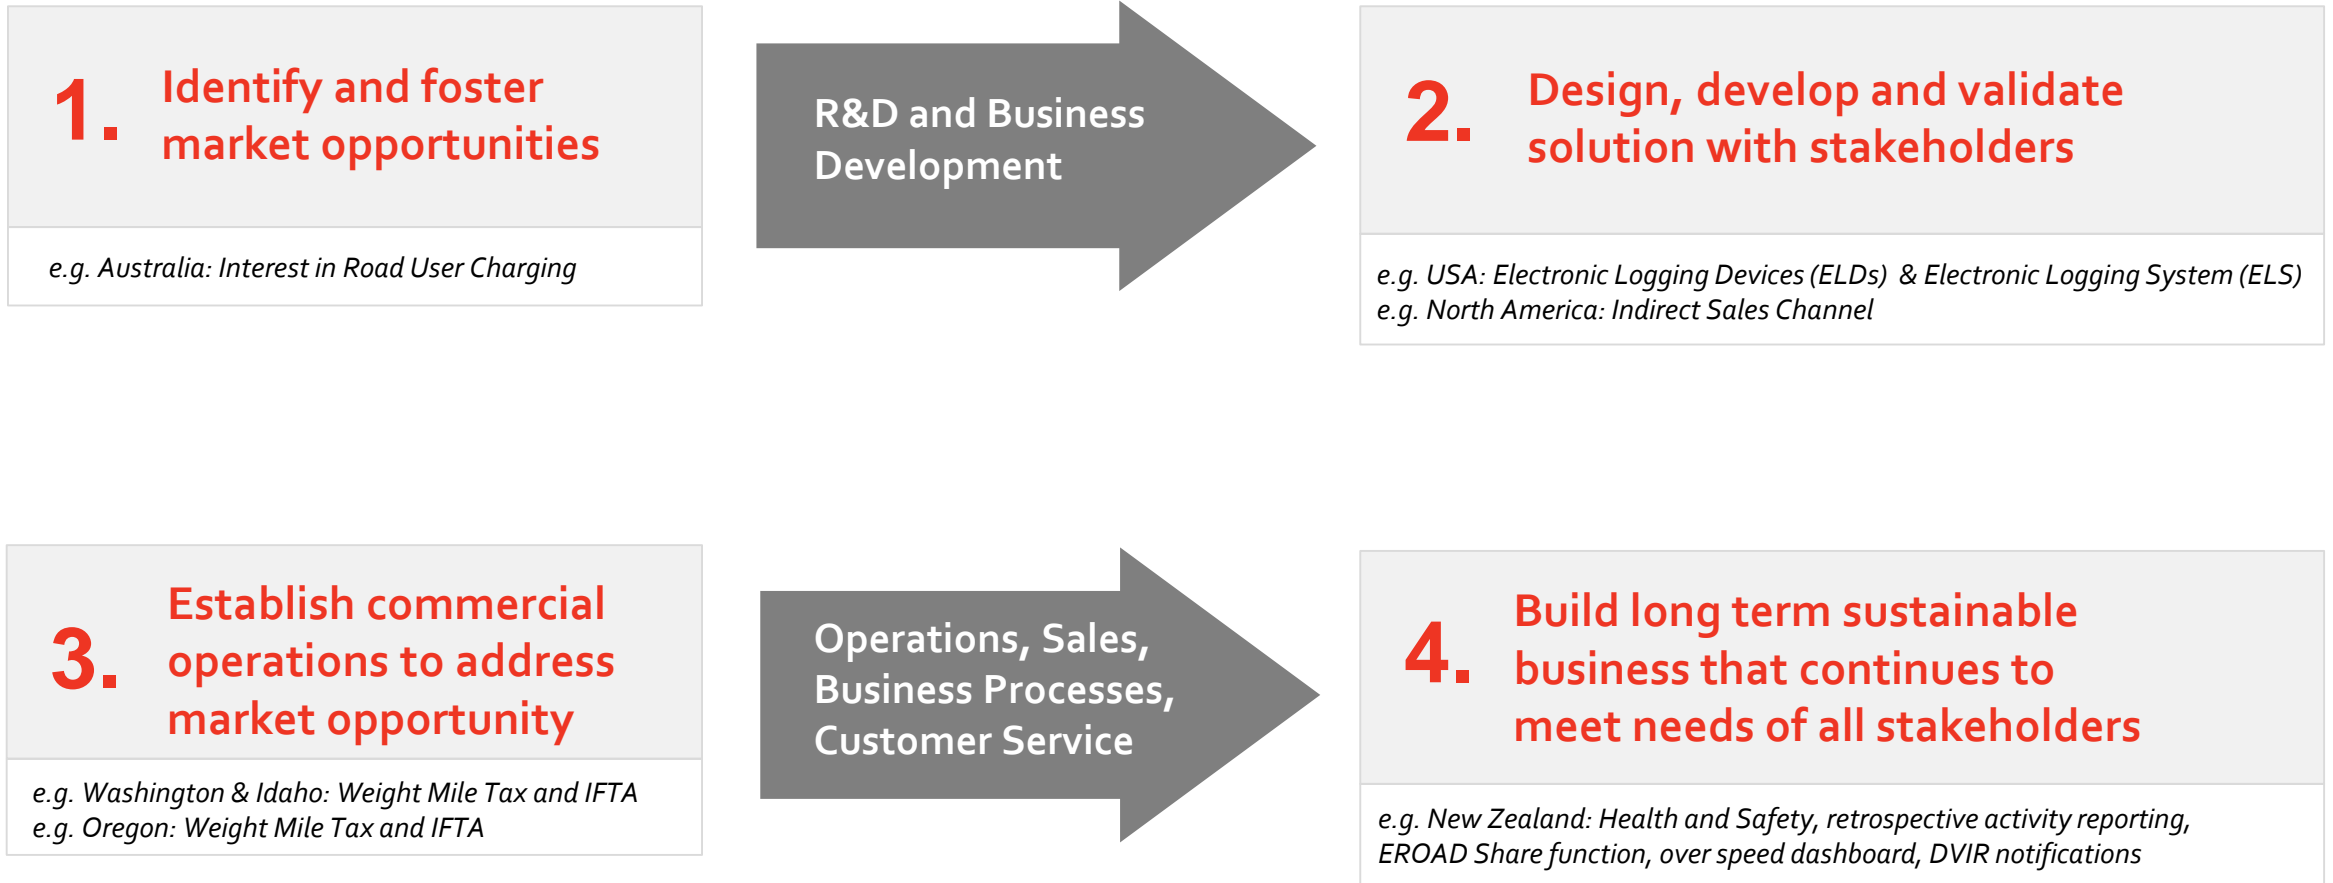 1.
Identify and foster
market opportunities
e.g. Australia: Interest in Road User Charging
R&D and Business
Development
2.
Design, develop and validate
solution with stakeholders
e.g. USA: Electronic Logging Devices (ELDs) & Electronic Logging System (ELS)
e.g. North America: Indirect Sales Channel
3.
Establish commercial
operations to address
market opportunity
e.g. Washington & Idaho: Weight Mile Tax and IFTA
e.g. Oregon: Weight Mile Tax and IFTA
Operations, Sales,
Business Processes,
Customer Service
4.
Build long term sustainable
business that continues to
meet needs of all stakeholders
e.g. New Zealand: Health and Safety, retrospective activity reporting,
EROAD Share function, over speed dashboard, DVIR notifications